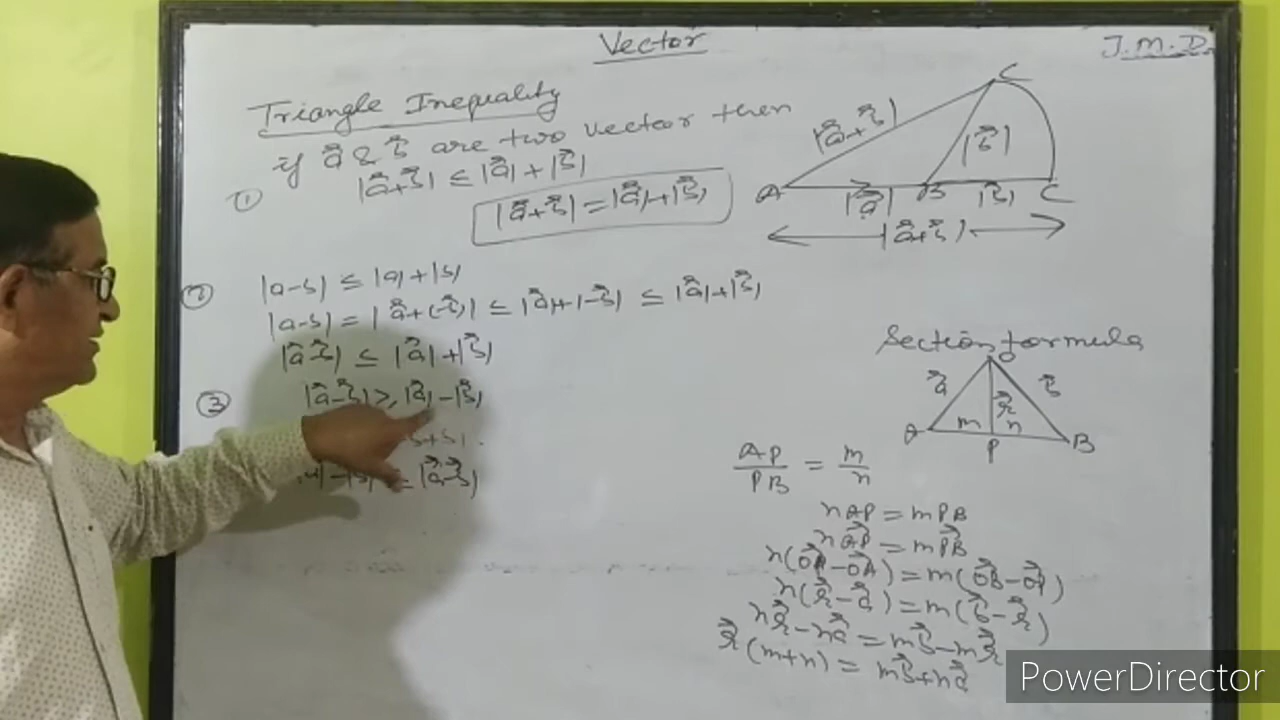 Vector
J.M.D.
Triangle Inequality
if a⃗ & b⃗ are two vector then
① |a⃗+b⃗| ≤ |a⃗| + |b⃗|
|a⃗+b⃗| = |a⃗|+|b⃗|
C
|a⃗+b⃗|
|b⃗|
A B C
|a⃗| |b⃗|
|a⃗+b⃗|
② |a-b| ≤ |a|+|b|
|a-b| = |a⃗+(-b⃗)| ≤ |a⃗|+|-b⃗| ≤ |a⃗|+|b⃗|
|a⃗-b⃗| ≤ |a⃗|+|b⃗|
③ |a⃗-b⃗| ≥ |a⃗|-|b⃗|
b+b|
|a⃗-b⃗|
Section formula
O
a⃗ r⃗ b⃗
A m n B
P
AP/PB = m/n
nAP = mPB
nAP⃗ = mPB⃗
n(OP⃗-OA⃗) = m(OB⃗-OP⃗)
n(r⃗-a⃗) = m(b⃗-r⃗)
nr⃗-na⃗ = mb⃗-mr⃗
r⃗(m+n) = mb⃗+na⃗
PowerDirector